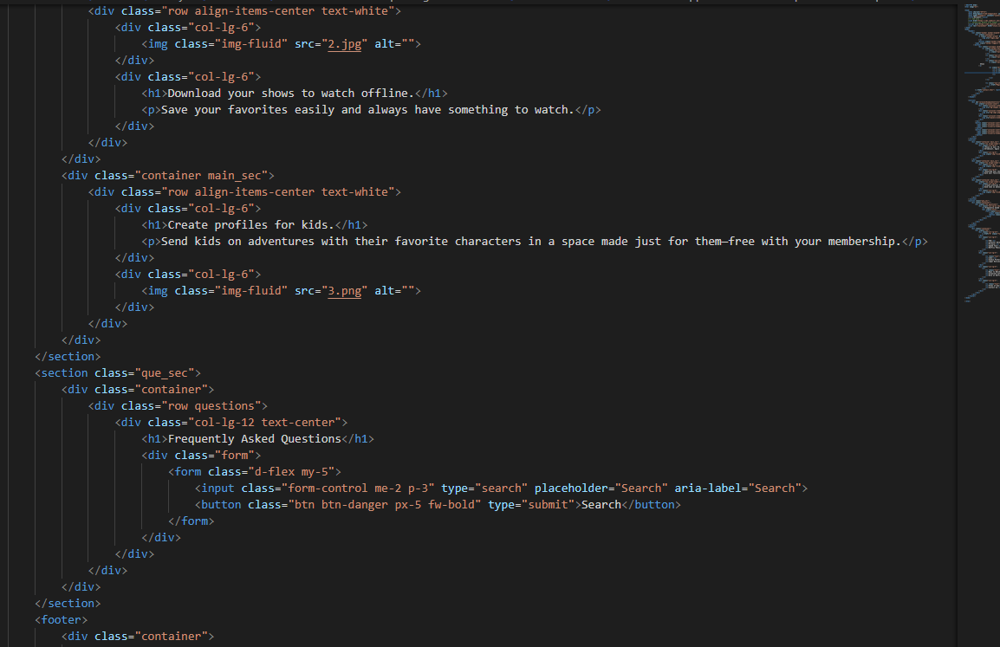 <div class="row align-items-center text-white">
<div class="col-lg-6">
<img class="img-fluid" src="2.jpg" alt="">
</div>
<div class="col-lg-6">
<h1>Download your shows to watch offline.</h1>
<p>Save your favorites easily and always have something to watch.</p>
</div>
</div>
</div>
<div class="container main_sec">
<div class="row align-items-center text-white">
<div class="col-lg-6">
<h1>Create profiles for kids.</h1>
<p>Send kids on adventures with their favorite characters in a space made just for them—free with your membership.</p>
</div>
<div class="col-lg-6">
<img class="img-fluid" src="3.png" alt="">
</div>
</div>
</div>
</section>
<section class="que_sec">
<div class="container">
<div class="row questions">
<div class="col-lg-12 text-center">
<h1>Frequently Asked Questions</h1>
<div class="form">
<form class="d-flex my-5">
<input class="form-control me-2 p-3" type="search" placeholder="Search" aria-label="Search">
<button class="btn btn-danger px-5 fw-bold" type="submit">Search</button>
</form>
</div>
</div>
</div>
</div>
</section>
<footer>
<div class="container">